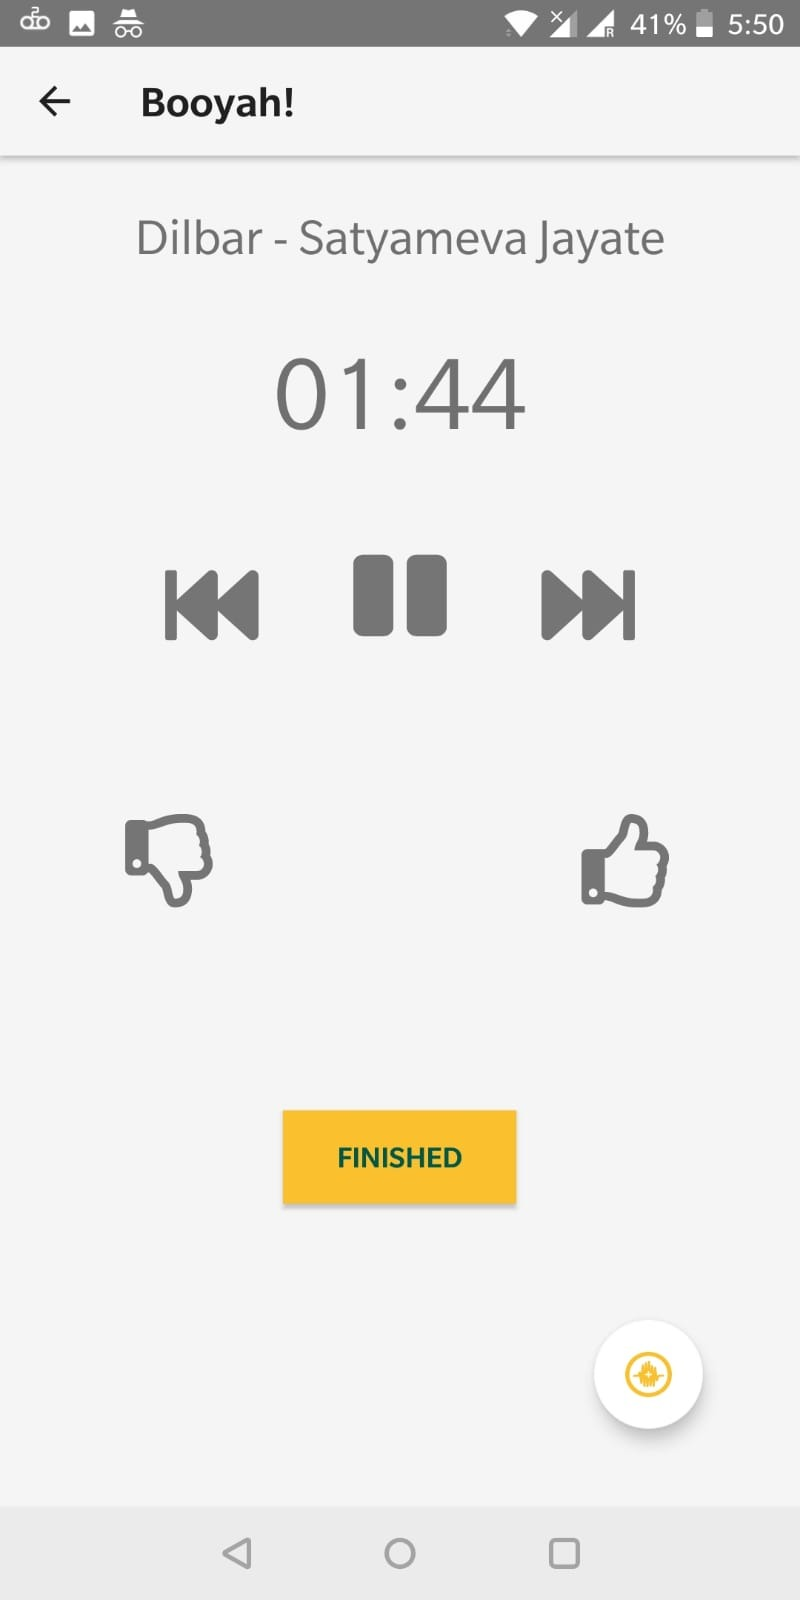 41% 5:50
Booyah!
Dilbar - Satyameva Jayate
01:44
FINISHED